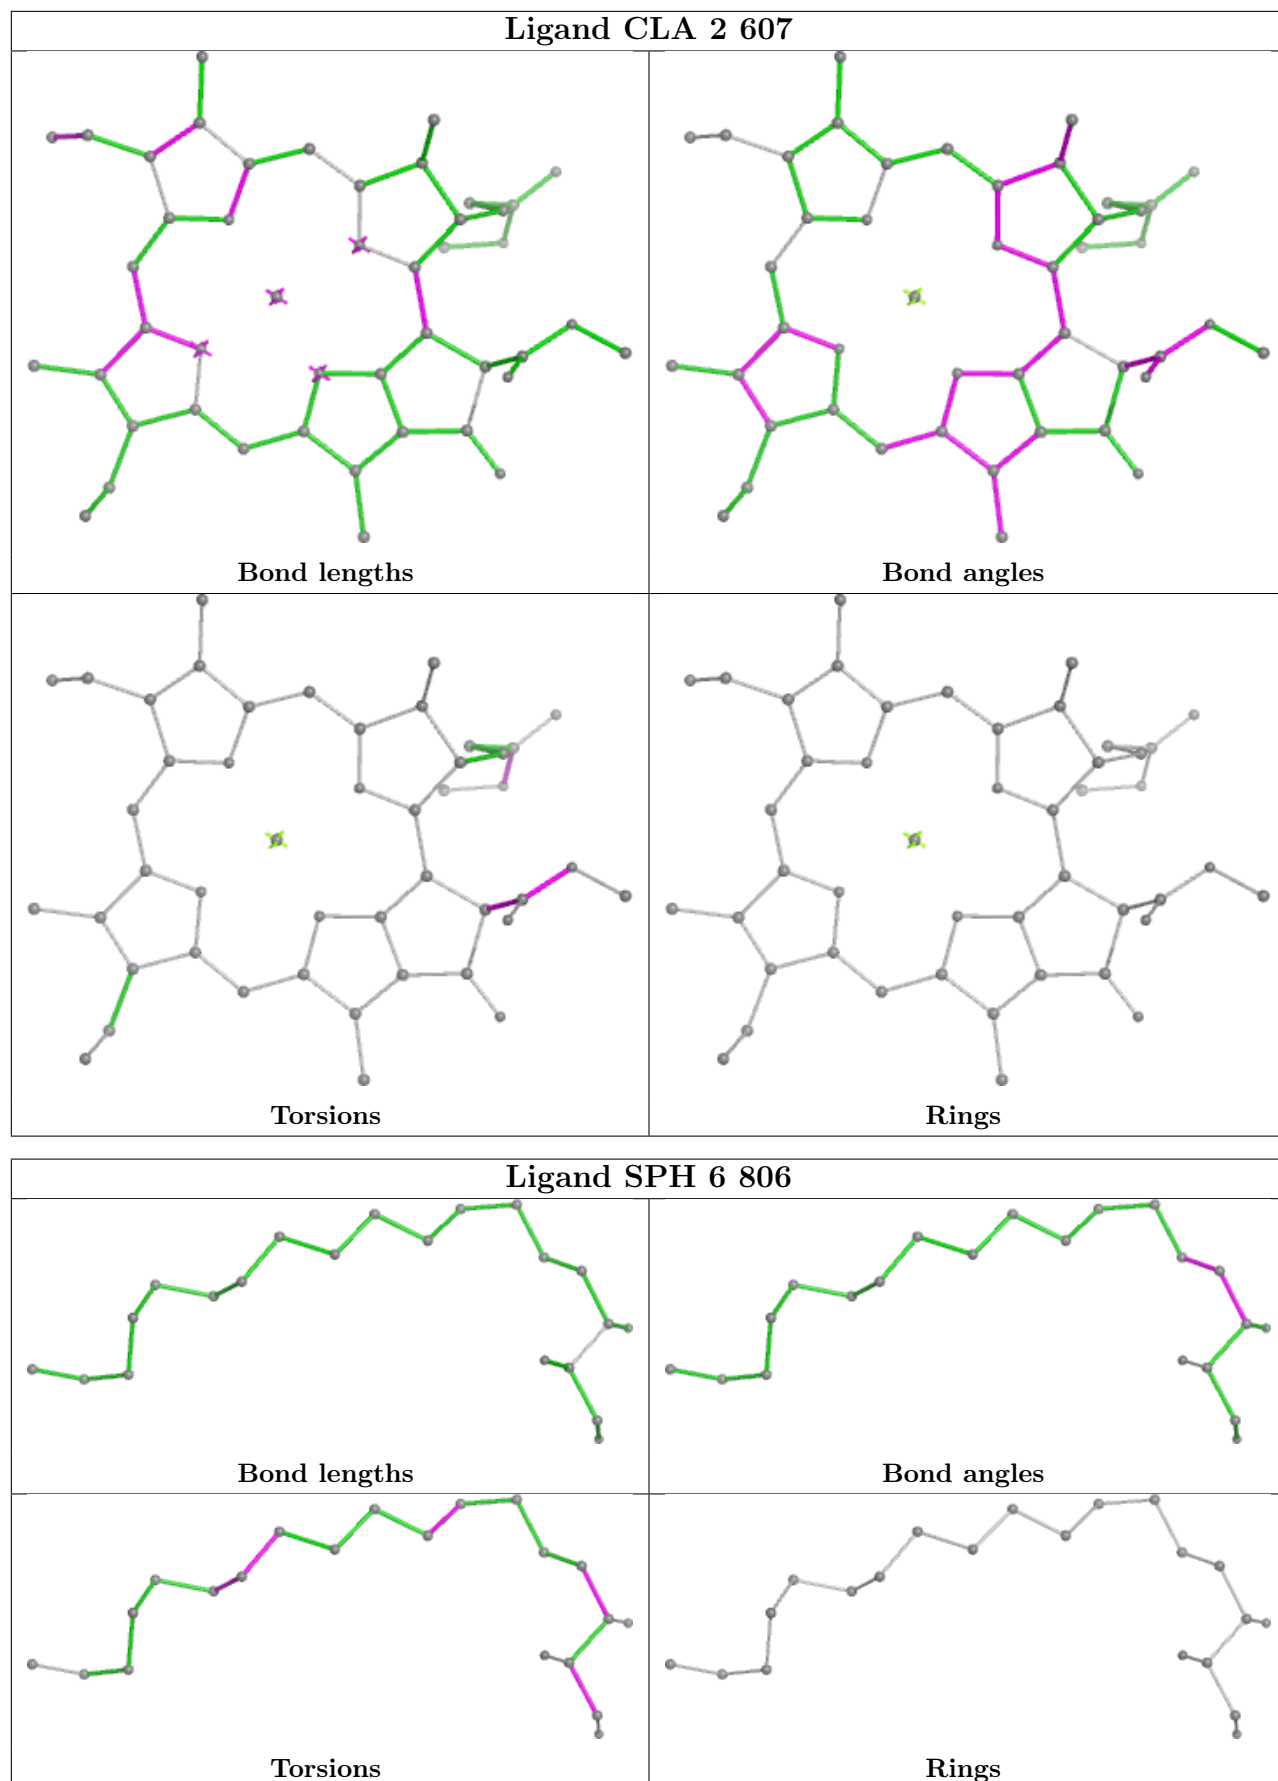 Ligand CLA 2 607
Bond lengths
Bond angles
Torsions
Rings
Ligand SPH 6 806
Bond lengths
Bond angles
Torsions
Rings